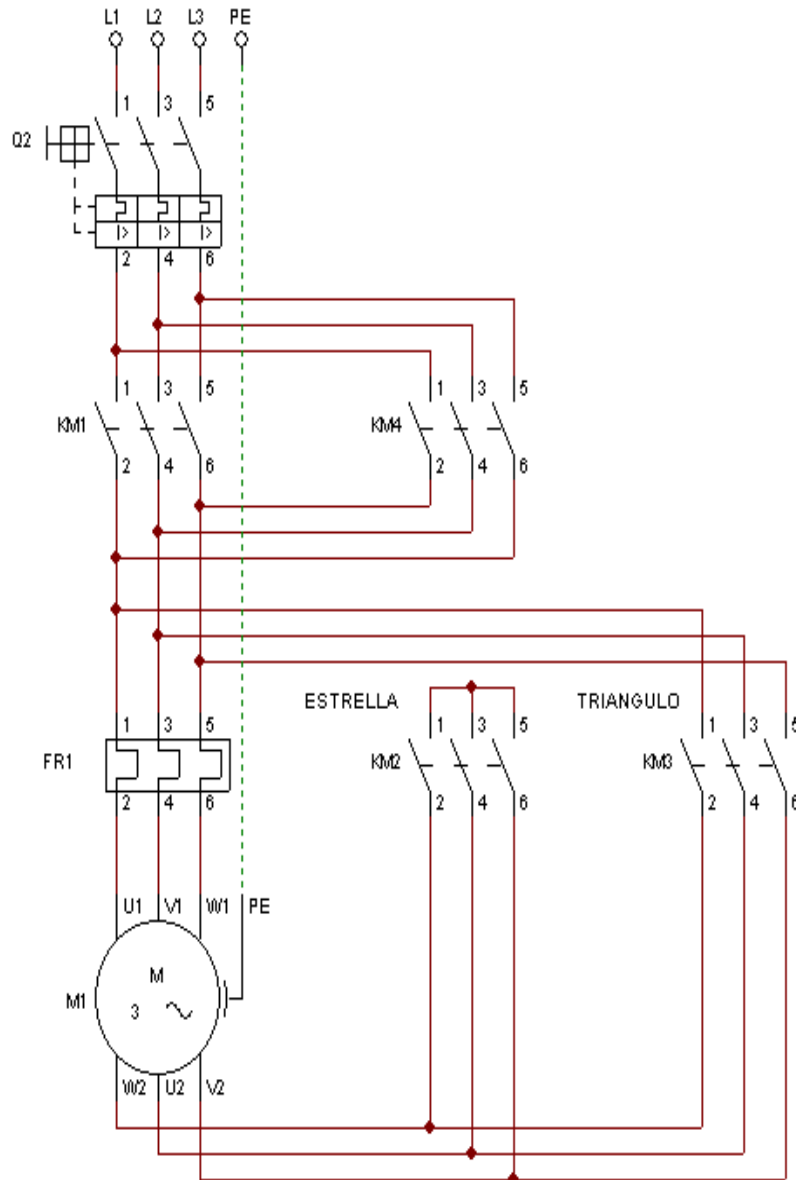 L1 L2 L3 PE
1 3 5
Q2
I> I> I>
2 4 6
1 3 5 1 3 5
KM1 KM4
2 4 6 2 4 6
ESTRELLA TRIANGULO
1 3 5 1 3 5 1 3 5
FR1 KM2 KM3
2 4 6 2 4 6 2 4 6
U1 V1 W1 PE
M
M1 3
W2 U2 V2